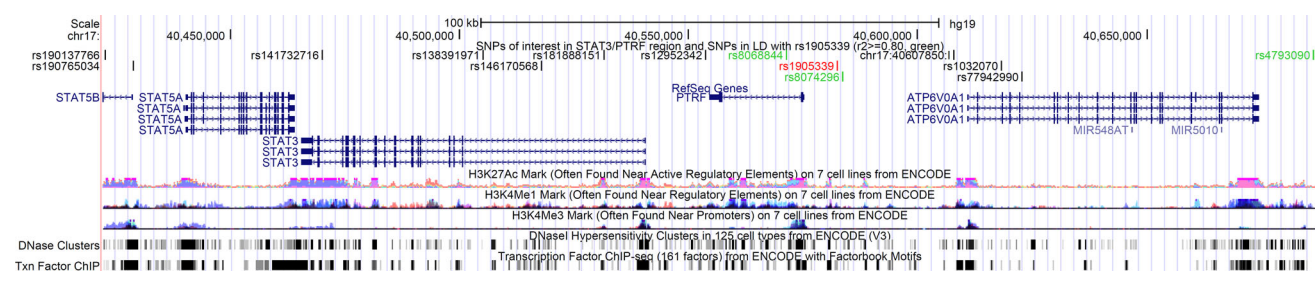 Scale 100 kb hg19
chr17: 40,450,000 40,500,000 40,550,000 40,600,000 40,650,000
SNPs of interest in STAT3/PTRF region and SNPs in LD with rs1905339 (r2>=0.80, green)
rs190137766 rs141732716 rs138391971 rs181888151 rs12952342 rs8068844 chr17:40607850:I rs4793090
rs190765034 rs146170568 rs1905339 rs1032070
rs8074296 rs77942990
RefSeq Genes
STAT5B STAT5A PTRF ATP6V0A1
STAT5A ATP6V0A1
STAT5A ATP6V0A1
STAT5A MIR548AT MIR5010
STAT3
STAT3
STAT3
H3K27Ac Mark (Often Found Near Active Regulatory Elements) on 7 cell lines from ENCODE
H3K4Me1 Mark (Often Found Near Regulatory Elements) on 7 cell lines from ENCODE
H3K4Me3 Mark (Often Found Near Promoters) on 7 cell lines from ENCODE
DNaseI Hypersensitivity Clusters in 125 cell types from ENCODE (V3)
DNase Clusters
Transcription Factor ChIP-seq (161 factors) from ENCODE with Factorbook Motifs
Txn Factor ChIP